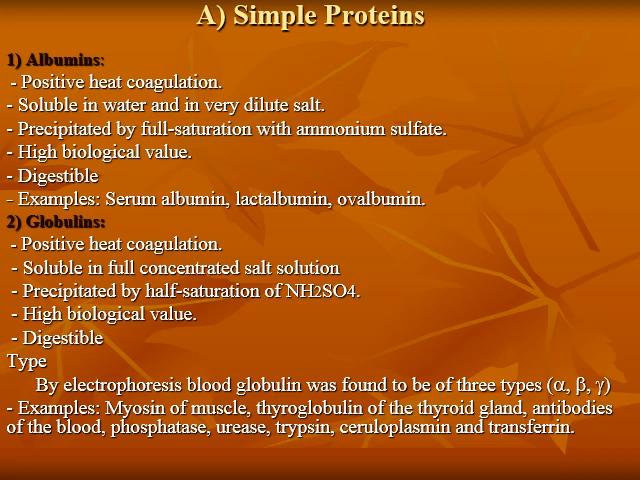 A) Simple Proteins
1) Albumins:
- Positive heat coagulation.
- Soluble in water and in very dilute salt.
- Precipitated by full-saturation with ammonium sulfate.
- High biological value.
- Digestible
- Examples: Serum albumin, lactalbumin, ovalbumin.
2) Globulins:
- Positive heat coagulation.
- Soluble in full concentrated salt solution
- Precipitated by half-saturation of NH2SO4.
- High biological value.
- Digestible
Type
By electrophoresis blood globulin was found to be of three types (α, β, γ)
- Examples: Myosin of muscle, thyroglobulin of the thyroid gland, antibodies
of the blood, phosphatase, urease, trypsin, ceruloplasmin and transferrin.